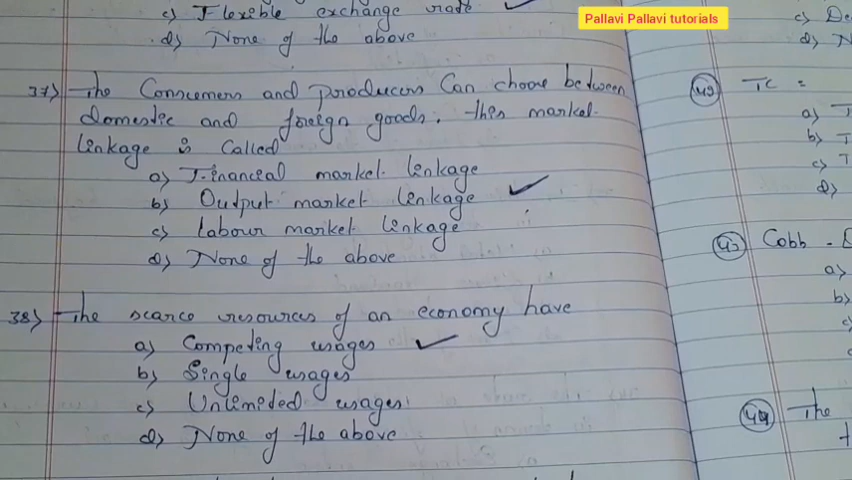 c) Flexible exchange rate
d) None of the above
Pallavi Pallavi tutorials
37) The Consumers and producers Can choose between
domestic and foreign goods. this market
linkage is Called
a) Financial market linkage
b) Output market linkage
c) labour market linkage
d) None of the above
38) The scarce resources of an economy have
a) Competing usages
b) Single usages
c) Unlimited usages
d) None of the above
c)
d)
TC =
a)
b)
c)
d)
43 Cobb -
a)
b)
c)
44 The